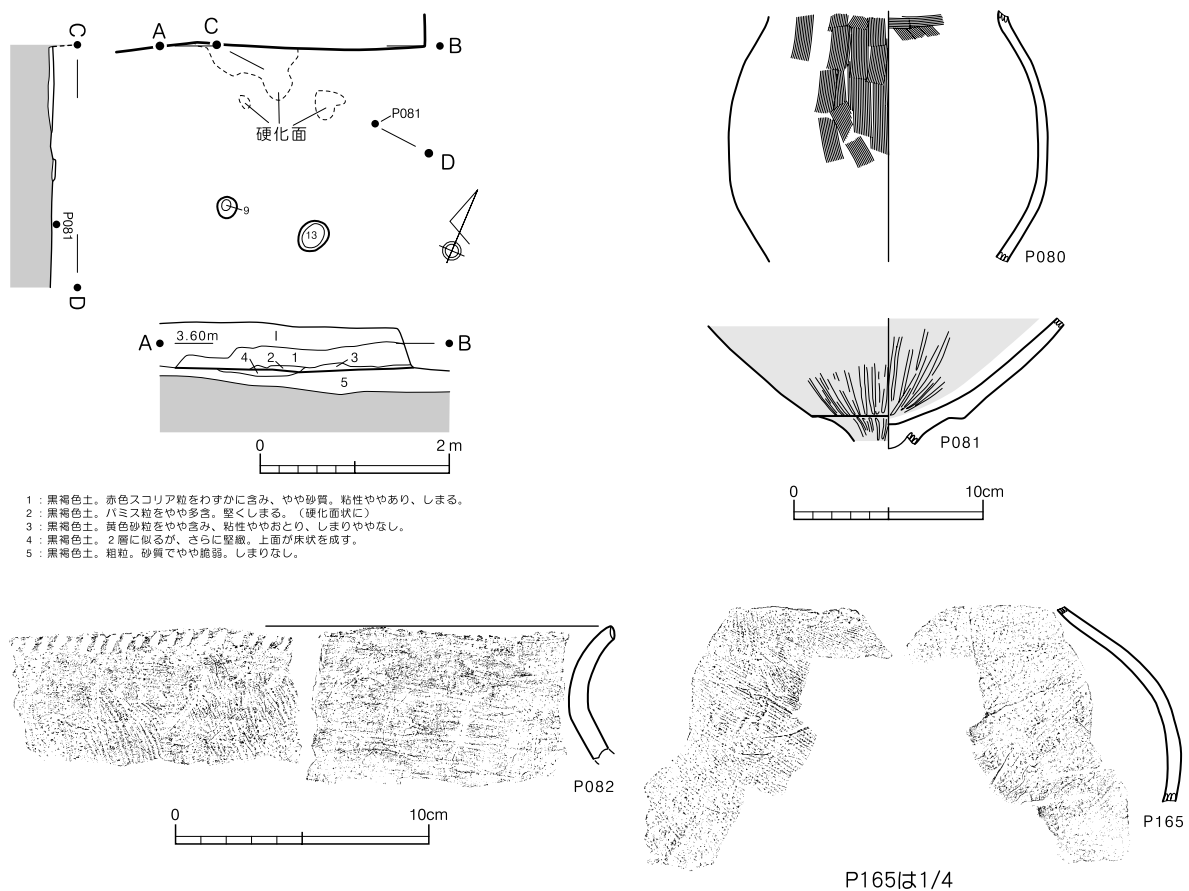 C
A
C
B
P081
硬化面
D
9
13
P081
D
A
3.60m
I
B
4
2
1
3
5
0
2m
1：黒褐色土。赤色スコリア粒をわずかに含み、やや砂質。粘性ややあり、しまる。
2：黒褐色土。パミス粒をやや多含。堅くしまる。（硬化面状に）
3：黒褐色土。黄色砂粒をやや含み、粘性ややおとり、しまりややなし。
4：黒褐色土。２層に似るが、さらに堅緻。上面が床状を成す。
5：黒褐色土。粗粒。砂質でやや脆弱。しまりなし。
P080
P081
0
10cm
P082
0
10cm
P165
P165は1/4